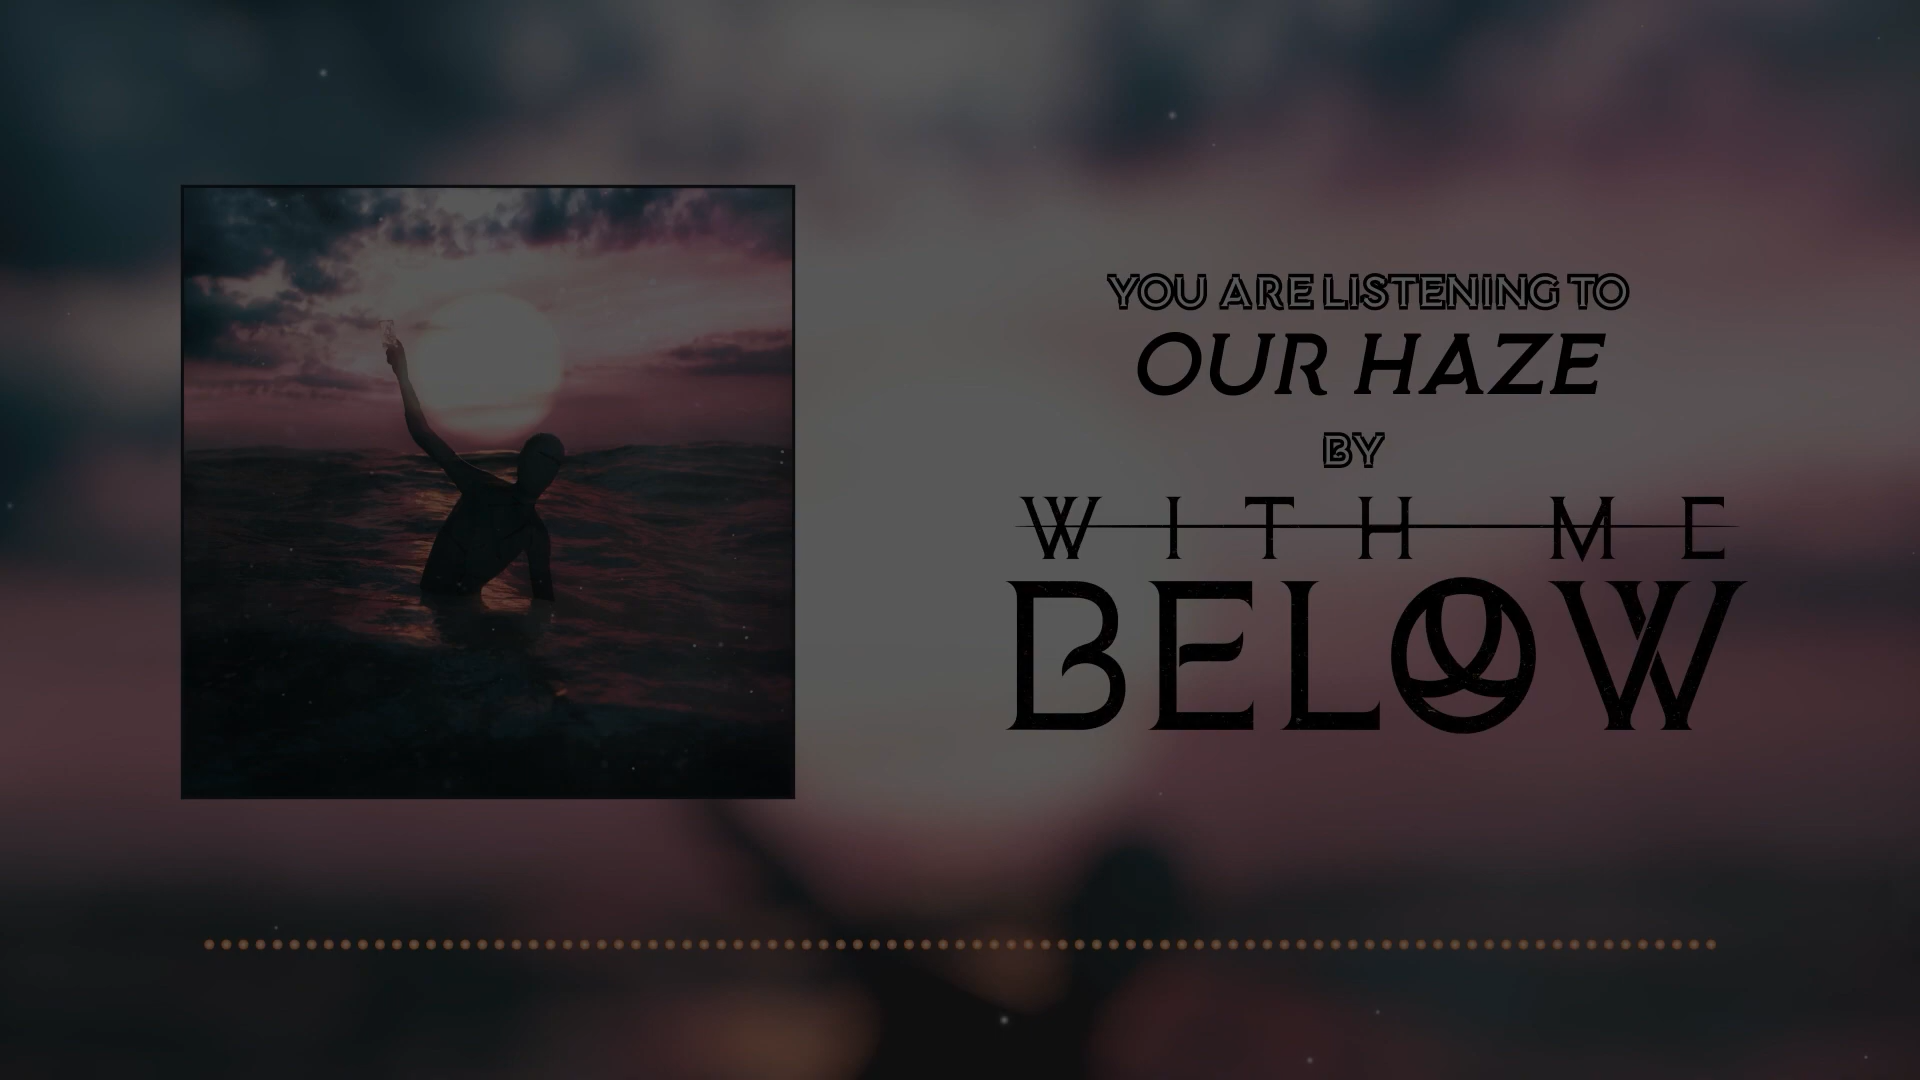 YOU ARE LISTENING TO
OUR HAZE
BY
WITH ME
BELOW